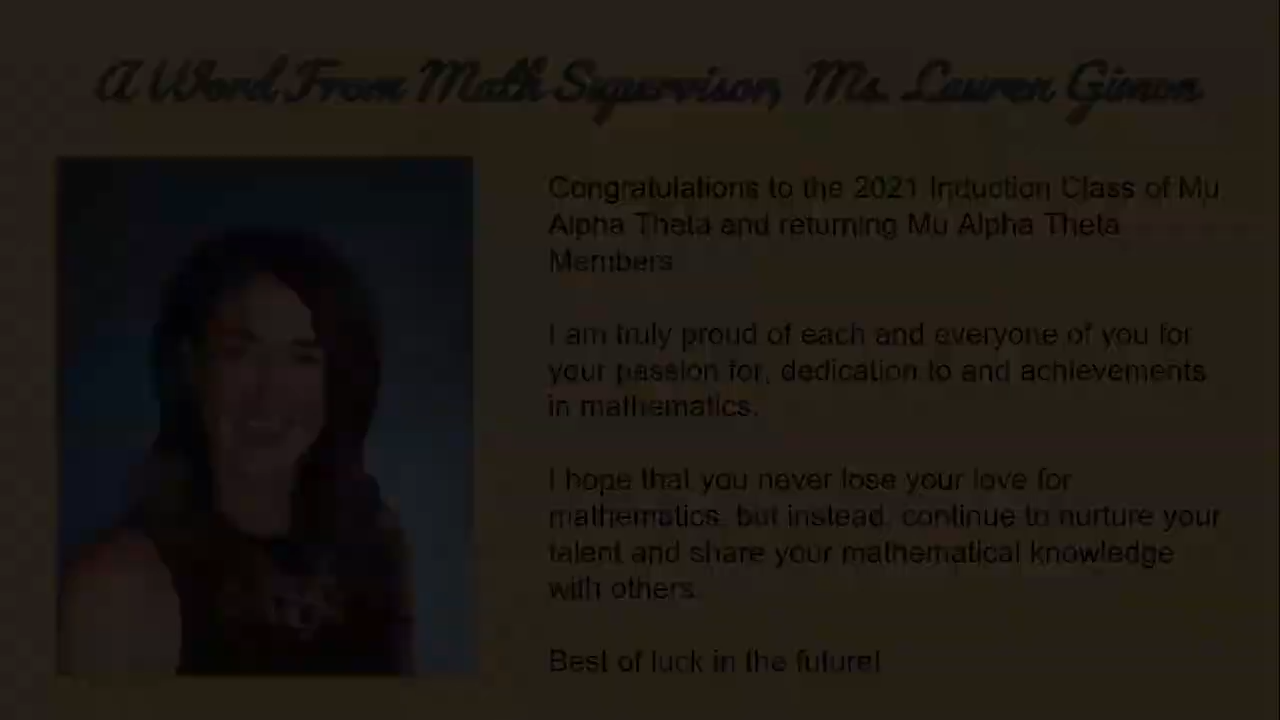 A Word From Math Supervisor, Ms. Lauren Gimon
Congratulations to the 2021 Induction Class of Mu
Alpha Theta and returning Mu Alpha Theta
Members
I am truly proud of each and everyone of you for
your passion for, dedication to and achievements
in mathematics.
I hope that you never lose your love for
mathematics, but instead, continue to nurture your
talent and share your mathematical knowledge
with others.
Best of luck in the future!